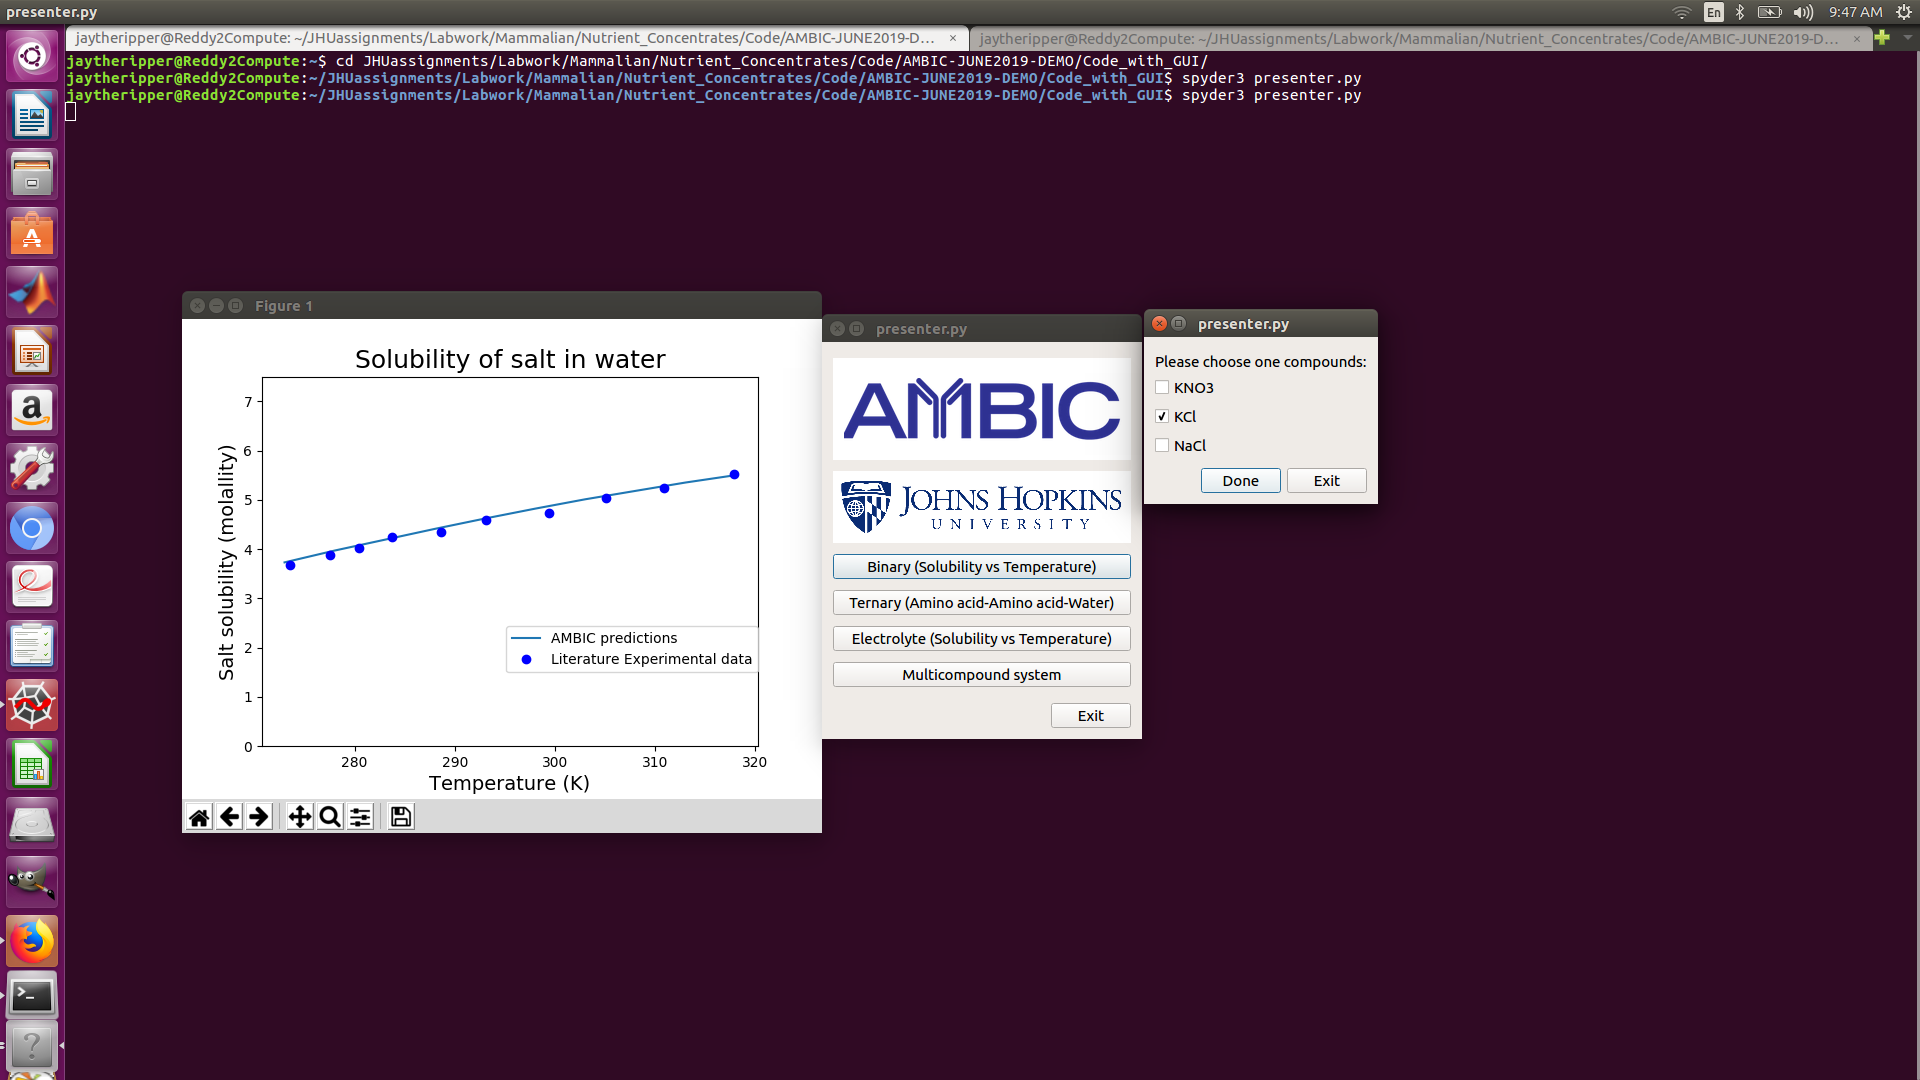 presenter.py
En
9:47 AM
jaytheripper@Reddy2Compute: ~/JHUassignments/Labwork/Mammalian/Nutrient_Concentrates/Code/AMBIC-JUNE2019-D...
jaytheripper@Reddy2Compute: ~/JHUassignments/Labwork/Mammalian/Nutrient_Concentrates/Code/AMBIC-JUNE2019-D...
jaytheripper@Reddy2Compute:~$ cd JHUassignments/Labwork/Mammalian/Nutrient_Concentrates/Code/AMBIC-JUNE2019-DEMO/Code_with_GUI/
jaytheripper@Reddy2Compute:~/JHUassignments/Labwork/Mammalian/Nutrient_Concentrates/Code/AMBIC-JUNE2019-DEMO/Code_with_GUI$ spyder3 presenter.py
jaytheripper@Reddy2Compute:~/JHUassignments/Labwork/Mammalian/Nutrient_Concentrates/Code/AMBIC-JUNE2019-DEMO/Code_with_GUI$ spyder3 presenter.py
Figure 1
Solubility of salt in water
Salt solubility (molallity)
7
6
5
4
3
2
1
0
280 290 300 310 320
Temperature (K)
AMBIC predictions
Literature Experimental data
presenter.py
AMBIC
JOHNS HOPKINS
UNIVERSITY
Binary (Solubility vs Temperature)
Ternary (Amino acid-Amino acid-Water)
Electrolyte (Solubility vs Temperature)
Multicompound system
Exit
presenter.py
Please choose one compounds:
KNO3
KCl
NaCl
Done
Exit